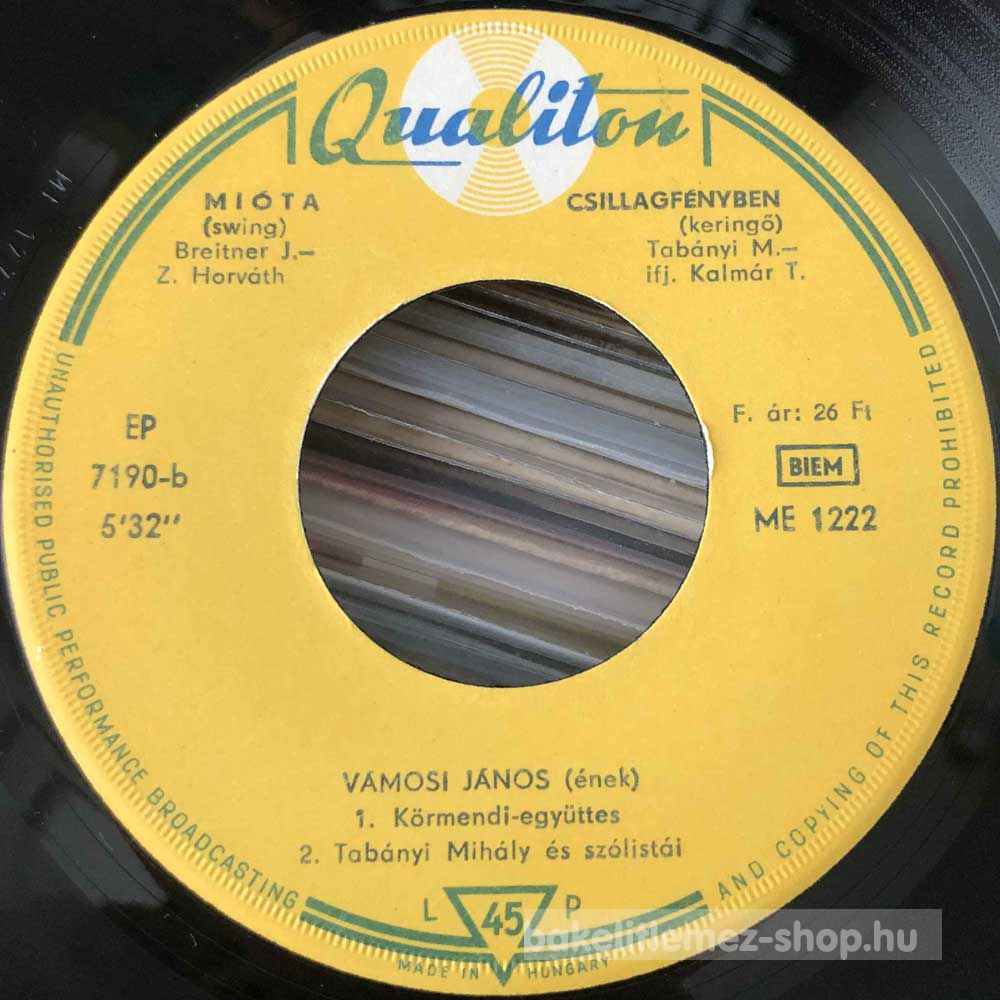 Qualiton
MIÓTA
(swing)
Breitner J.—
Z. Horváth
CSILLAGFÉNYBEN
(keringő)
Tabányi M.—
ifj. Kalmár T.
EP
7190-b
5'32''
F. ár: 26 Ft
BIEM
ME 1222
VÁMOSI JÁNOS (ének)
1. Körmendi-együttes
2. Tabányi Mihály és szólistái
L 45 P
MADE IN HUNGARY
UNAUTHORISED PUBLIC PERFORMANCE BROADCASTING AND COPYING OF THIS RECORD PROHIBITED
bakelitlemez-shop.hu